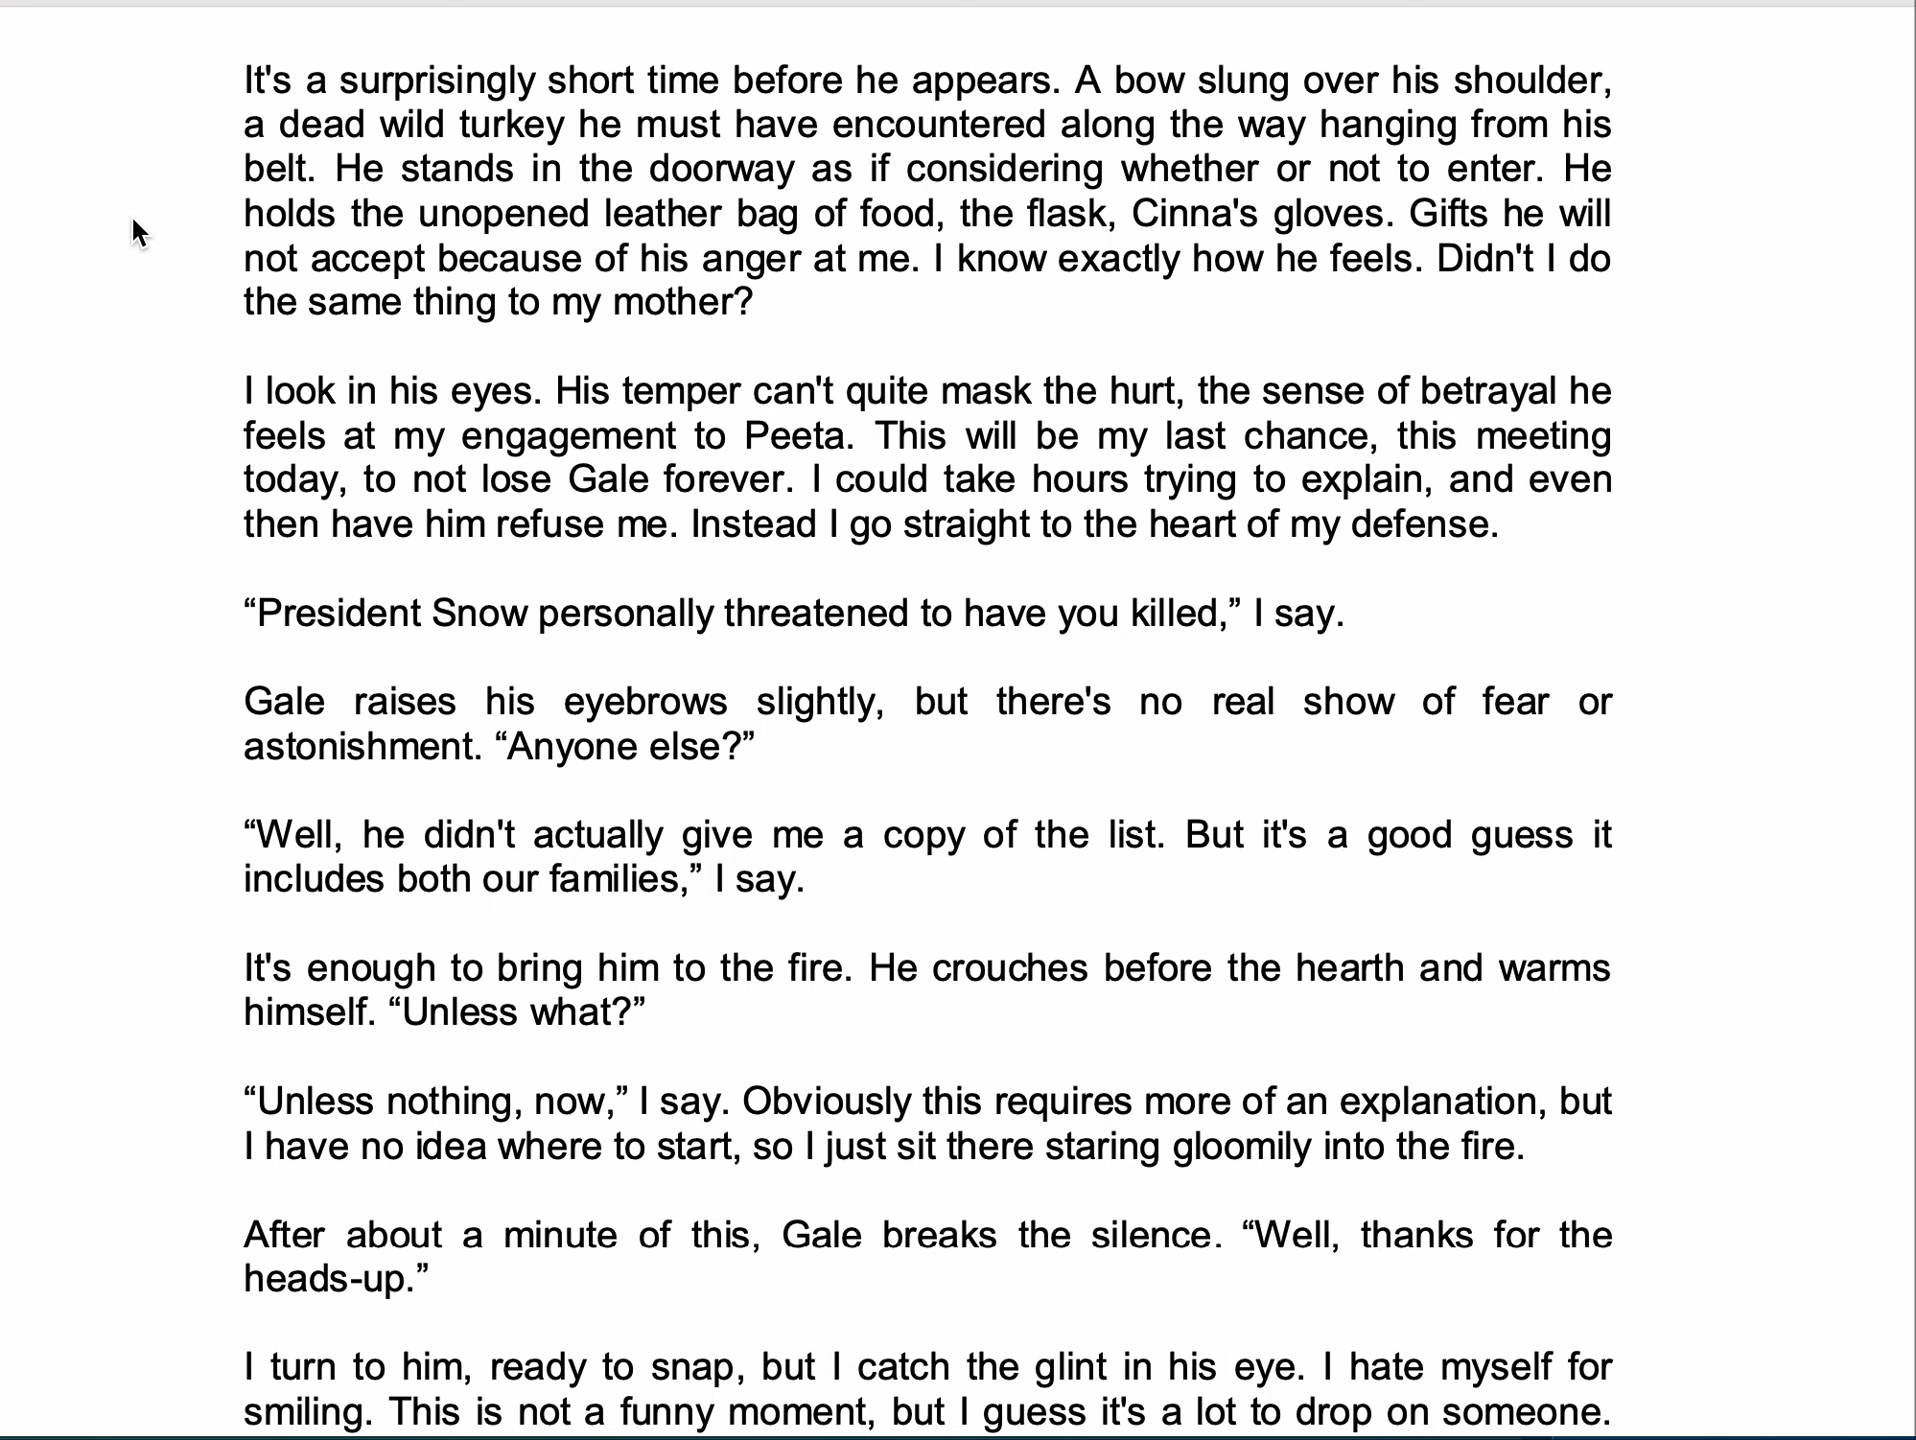 It's a surprisingly short time before he appears. A bow slung over his shoulder,
a dead wild turkey he must have encountered along the way hanging from his
belt. He stands in the doorway as if considering whether or not to enter. He
holds the unopened leather bag of food, the flask, Cinna's gloves. Gifts he will
not accept because of his anger at me. I know exactly how he feels. Didn't I do
the same thing to my mother?
I look in his eyes. His temper can't quite mask the hurt, the sense of betrayal he
feels at my engagement to Peeta. This will be my last chance, this meeting
today, to not lose Gale forever. I could take hours trying to explain, and even
then have him refuse me. Instead I go straight to the heart of my defense.
“President Snow personally threatened to have you killed,” I say.
Gale raises his eyebrows slightly, but there's no real show of fear or
astonishment. “Anyone else?”
“Well, he didn't actually give me a copy of the list. But it's a good guess it
includes both our families,” I say.
It's enough to bring him to the fire. He crouches before the hearth and warms
himself. “Unless what?”
“Unless nothing, now,” I say. Obviously this requires more of an explanation, but
I have no idea where to start, so I just sit there staring gloomily into the fire.
After about a minute of this, Gale breaks the silence. “Well, thanks for the
heads-up.”
I turn to him, ready to snap, but I catch the glint in his eye. I hate myself for
smiling. This is not a funny moment, but I guess it's a lot to drop on someone.